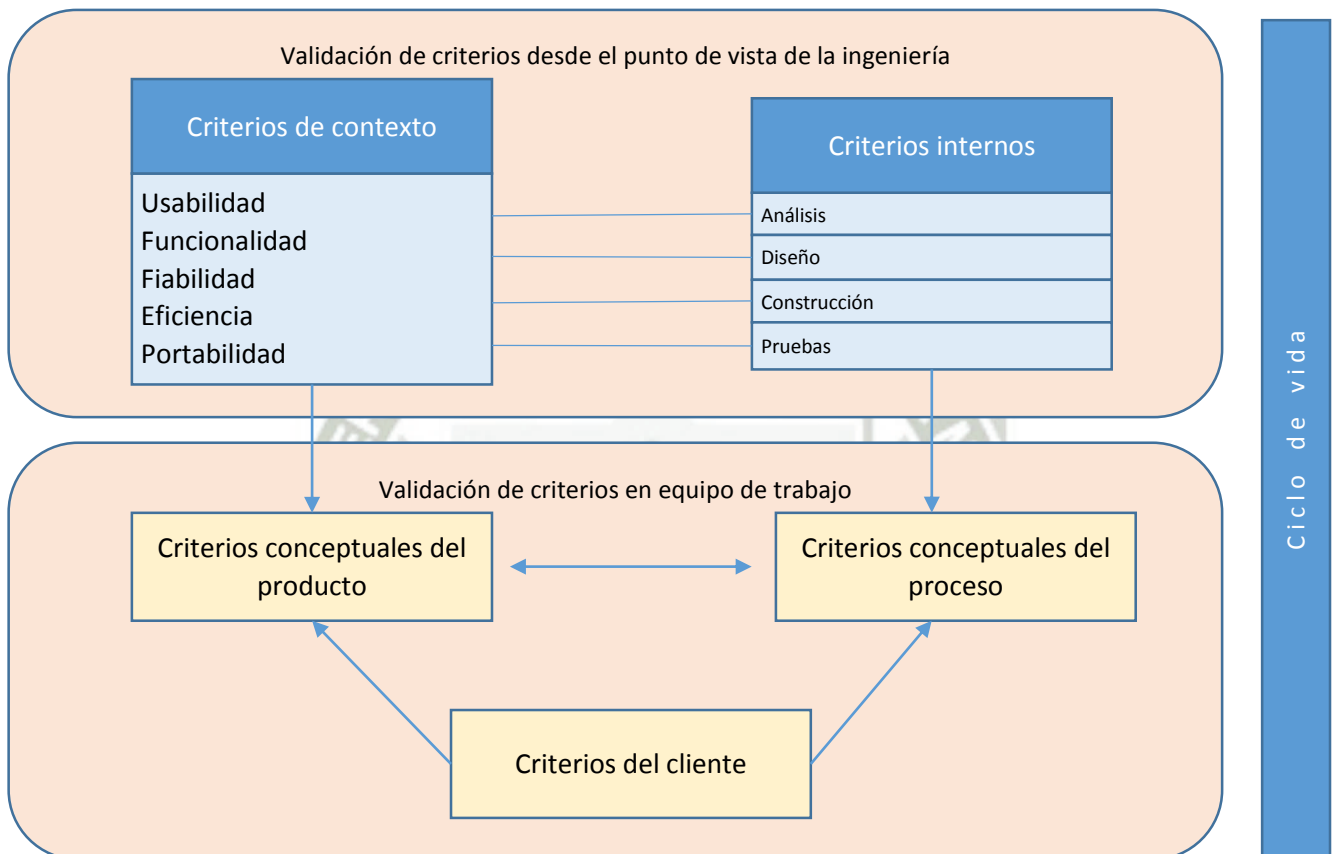 Validación de criterios desde el punto de vista de la ingeniería
Criterios de contexto
Usabilidad
Funcionalidad
Fiabilidad
Eficiencia
Portabilidad
Criterios internos
Análisis
Diseño
Construcción
Pruebas
Validación de criterios en equipo de trabajo
Criterios conceptuales del
producto
Criterios conceptuales del
proceso
Criterios del cliente
Ciclo de vida